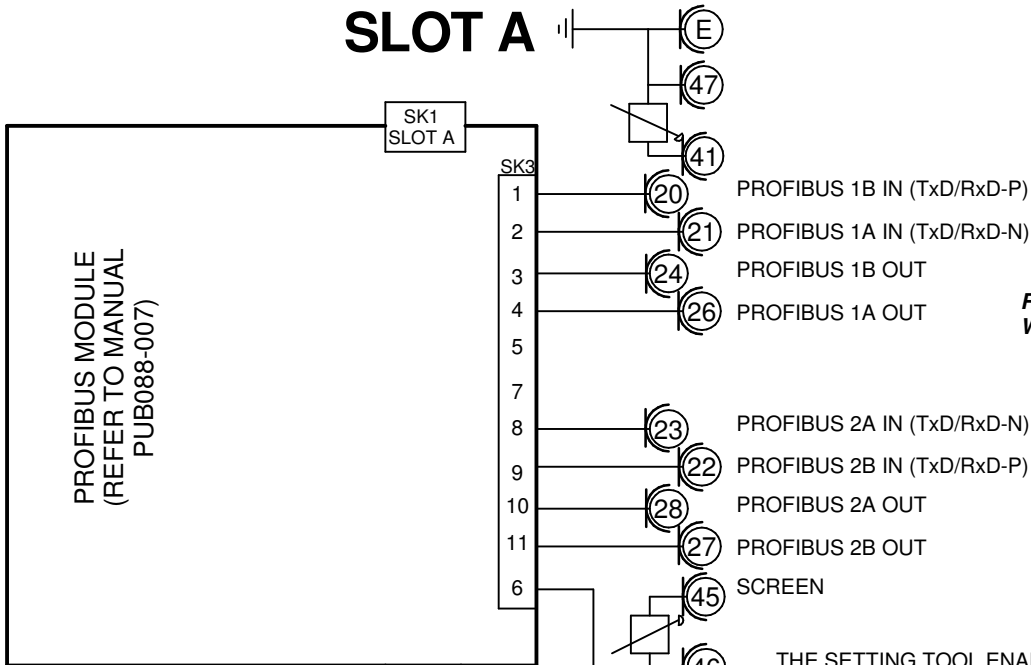 SLOT A
E
47
SK1
SLOT A
41
SK3
1
20
PROFIBUS 1B IN (TxD/RxD-P)
2
21
PROFIBUS 1A IN (TxD/RxD-N)
3
24
PROFIBUS 1B OUT
4
26
PROFIBUS 1A OUT
5
7
PROFIBUS MODULE
(REFER TO MANUAL
PUB088-007)
8
23
PROFIBUS 2A IN (TxD/RxD-N)
9
22
PROFIBUS 2B IN (TxD/RxD-P)
10
28
PROFIBUS 2A OUT
11
27
PROFIBUS 2B OUT
6
45
SCREEN
46
THE SETTING TOOL ENA